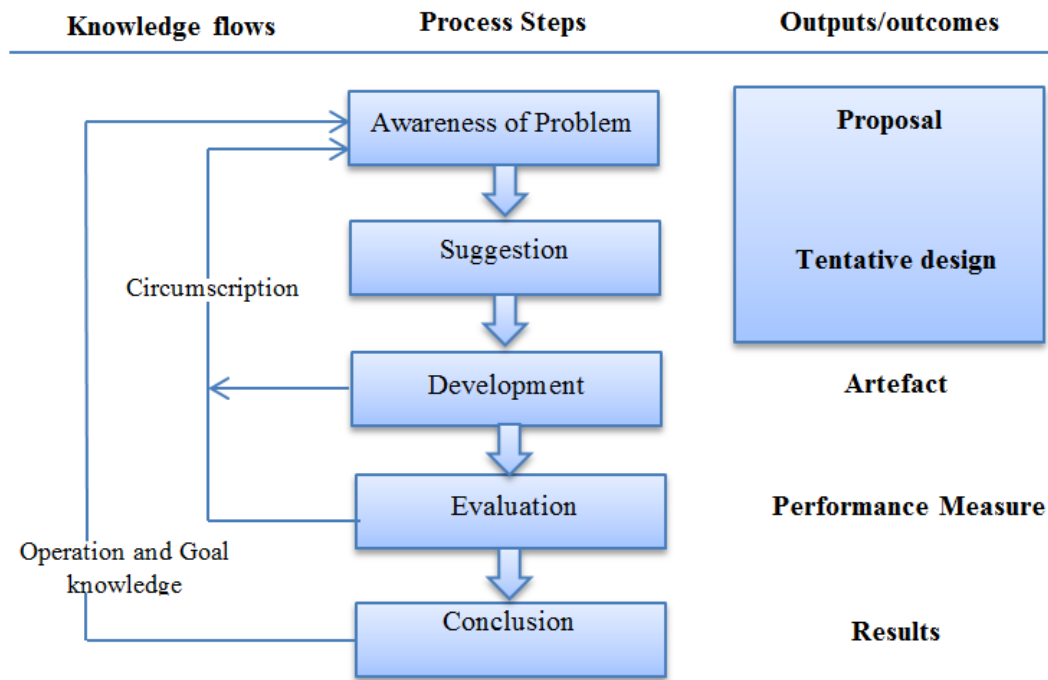 Knowledge flows
Process Steps
Outputs/outcomes
Awareness of Problem
Proposal
Suggestion
Tentative design
Circumscription
Development
Artefact
Evaluation
Performance Measure
Operation and Goal
knowledge
Conclusion
Results